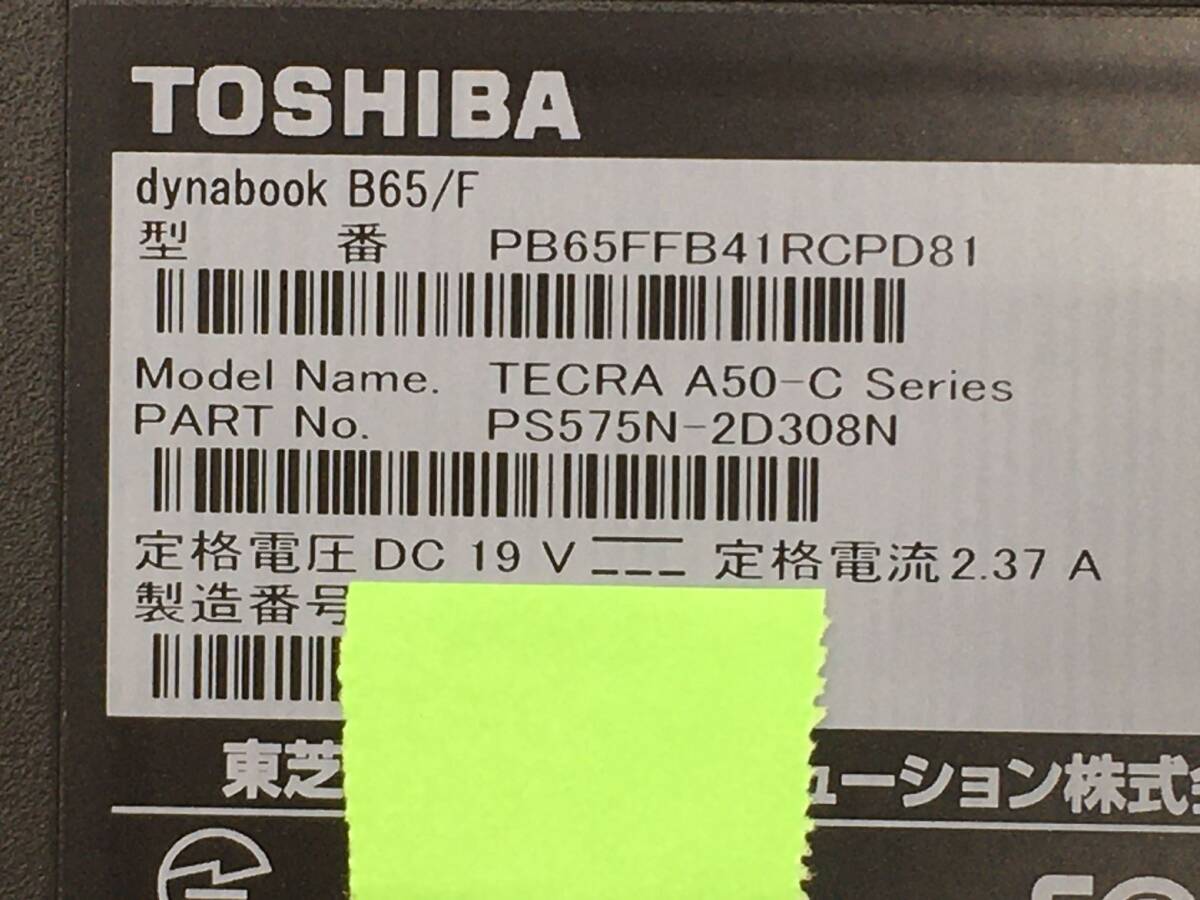 TOSHIBA
dynabook B65/F
型 番 PB65FFB41RCPD81
Model Name. TECRA A50-C Series
PART No. PS575N-2D308N
定格電圧 DC 19 V 定格電流 2.37 A
製造番号
東芝 ューション株式会